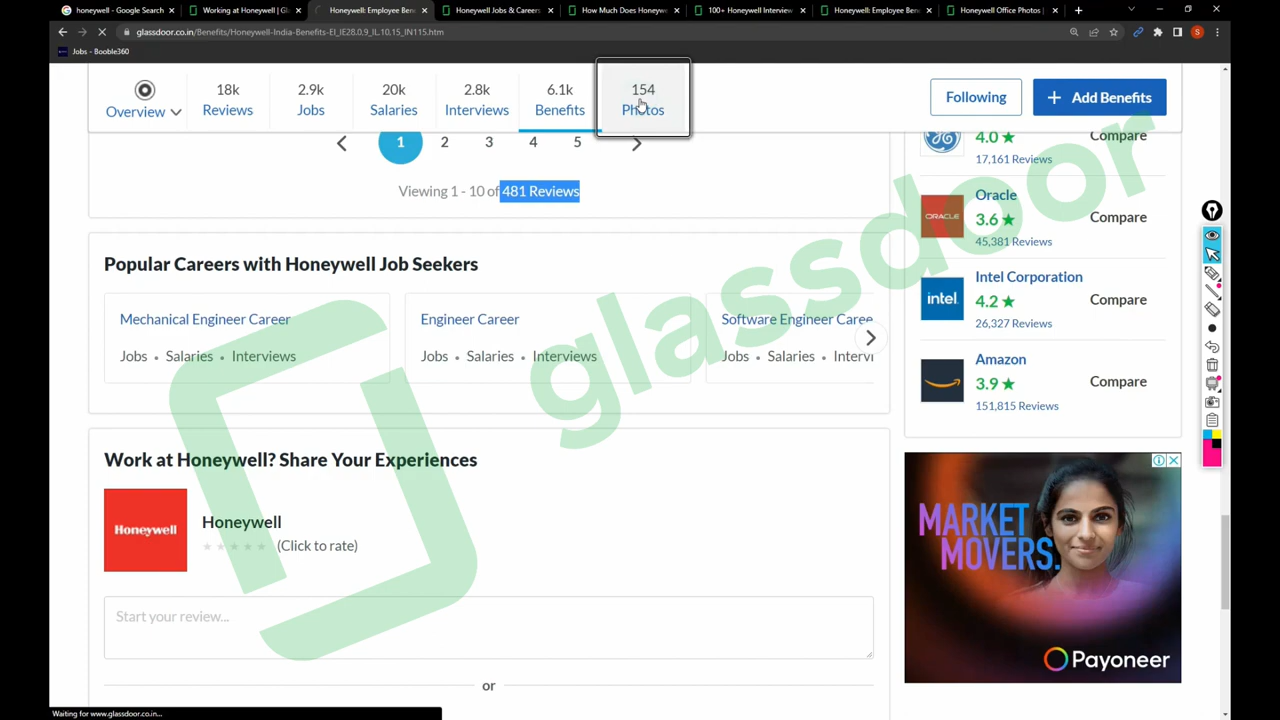 honeywell - Google Search
Working at Honeywell | Gl
Honeywell: Employee Ben
Honeywell Jobs & Careers
How Much Does Honeyw
100+ Honeywell Interview
Honeywell: Employee Ben
Honeywell Office Photos |
glassdoor.co.in/Benefits/Honeywell-India-Benefits-EI_IE28.0.9_IL.10,15_IN115.htm
S
Jobs - Booble360
18k 2.9k 20k 2.8k 6.1k 154
Overview Reviews Jobs Salaries Interviews Benefits Photos
Following
+ Add Benefits
1 2 3 4 5
Viewing 1 - 10 of 481 Reviews
Popular Careers with Honeywell Job Seekers
Mechanical Engineer Career
Jobs • Salaries • Interviews
Engineer Career
Jobs • Salaries • Interviews
Software Engineer Caree
Jobs • Salaries • Intervi
Work at Honeywell? Share Your Experiences
Honeywell
Honeywell
(Click to rate)
Start your review...
or
4.0 ★ Compare
17,161 Reviews
ORACLE
Oracle
3.6 ★ Compare
45,381 Reviews
intel
Intel Corporation
4.2 ★ Compare
26,327 Reviews
Amazon
3.9 ★ Compare
151,815 Reviews
MARKET
MOVERS.
Payoneer
glassdoor
Waiting for www.glassdoor.co.in...